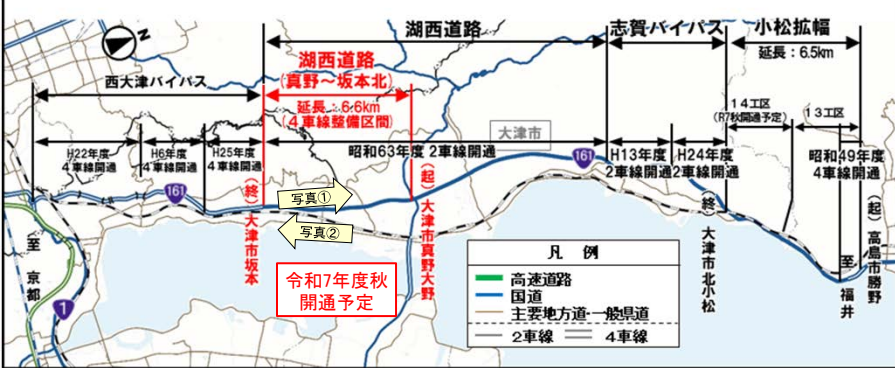 N
湖西道路
志賀バイパス
小松拡幅
延長：6.5km
西大津バイパス
湖西道路
(真野～坂本北)
延長：6.6km
(4車線整備区間)
大津市
14工区
(R7秋開通予定)
13工区
H22年度
4車線開通
H6年度
4車線開通
H25年度
4車線開通
昭和63年度 2車線開通
H13年度
2車線開通
H24年度
2車線開通
昭和49年度
4車線開通
161
161
写真①
写真②
(終)大津市坂本
(起)大津市真野大野
(終)大津市北小松
(起)高島市勝野
至 京都
至 福井
1
令和7年度秋
開通予定
凡 例
高速道路
国道
主要地方道・一般県道
2車線
4車線